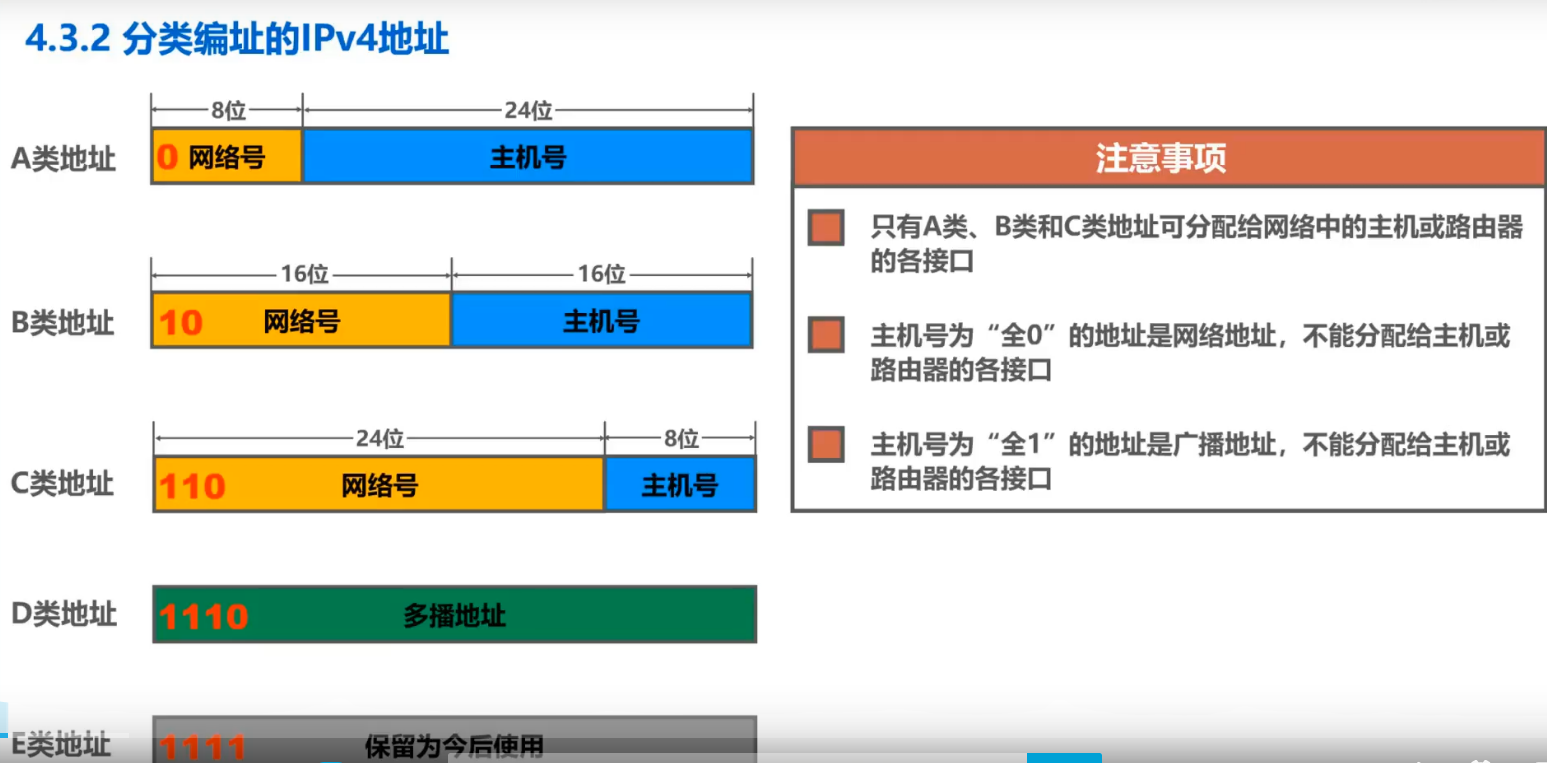 4.3.2 分类编址的IPv4地址
8位 24位
A类地址 0 网络号 主机号
16位 16位
B类地址 10 网络号 主机号
24位 8位
C类地址 110 网络号 主机号
D类地址 1110 多播地址
E类地址 1111 保留为今后使用
注意事项
只有A类、B类和C类地址可分配给网络中的主机或路由器
的各接口
主机号为“全0”的地址是网络地址，不能分配给主机或
路由器的各接口
主机号为“全1”的地址是广播地址，不能分配给主机或
路由器的各接口